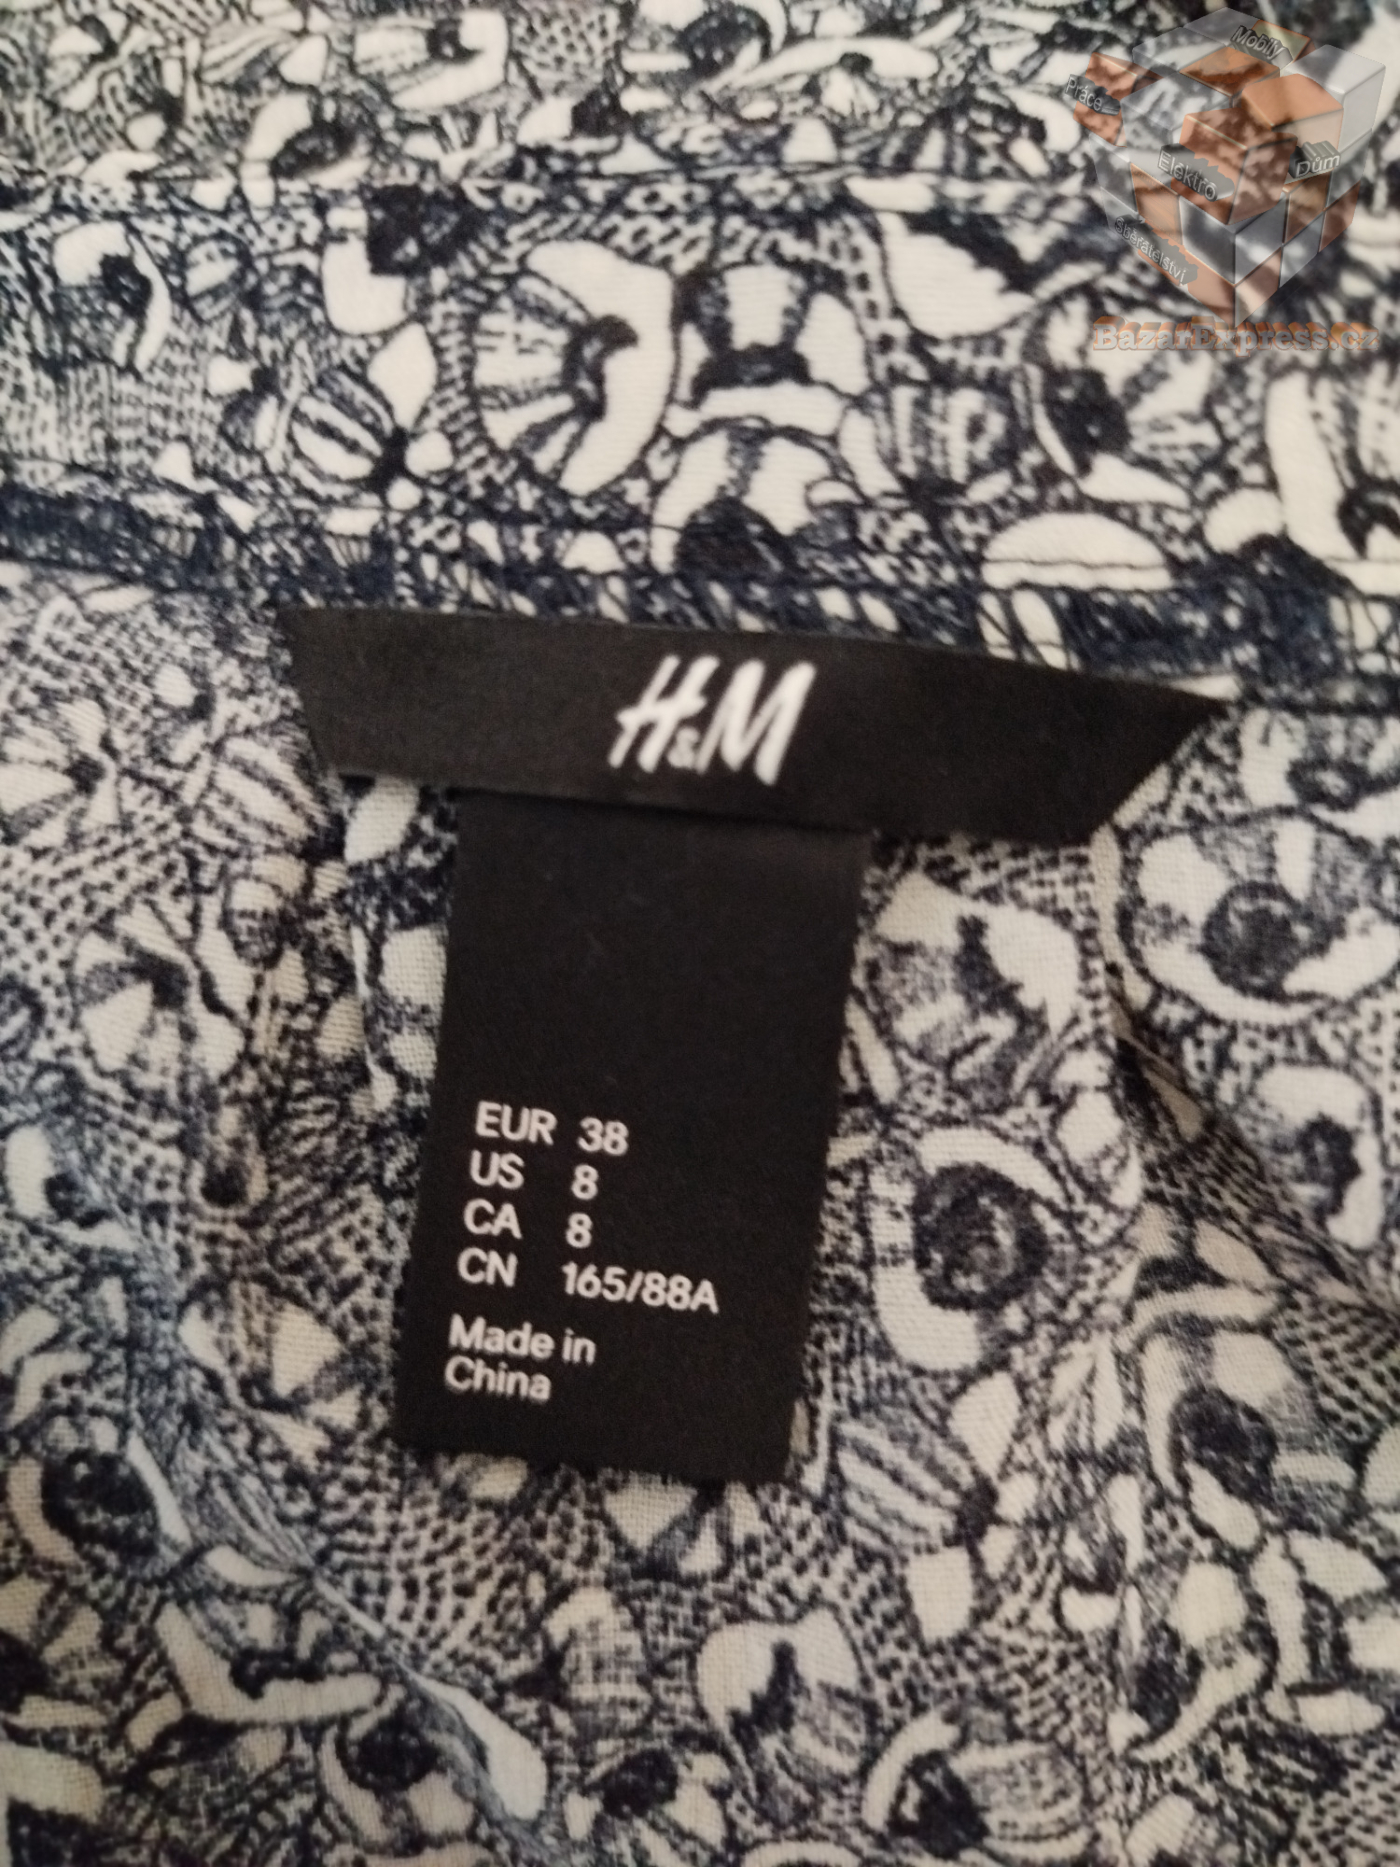 Mobily
Práce
Elektro
Dům
Sběratelství
BazarExpress.cz
H&M
EUR 38
US 8
CA 8
CN 165/88A
Made in
China